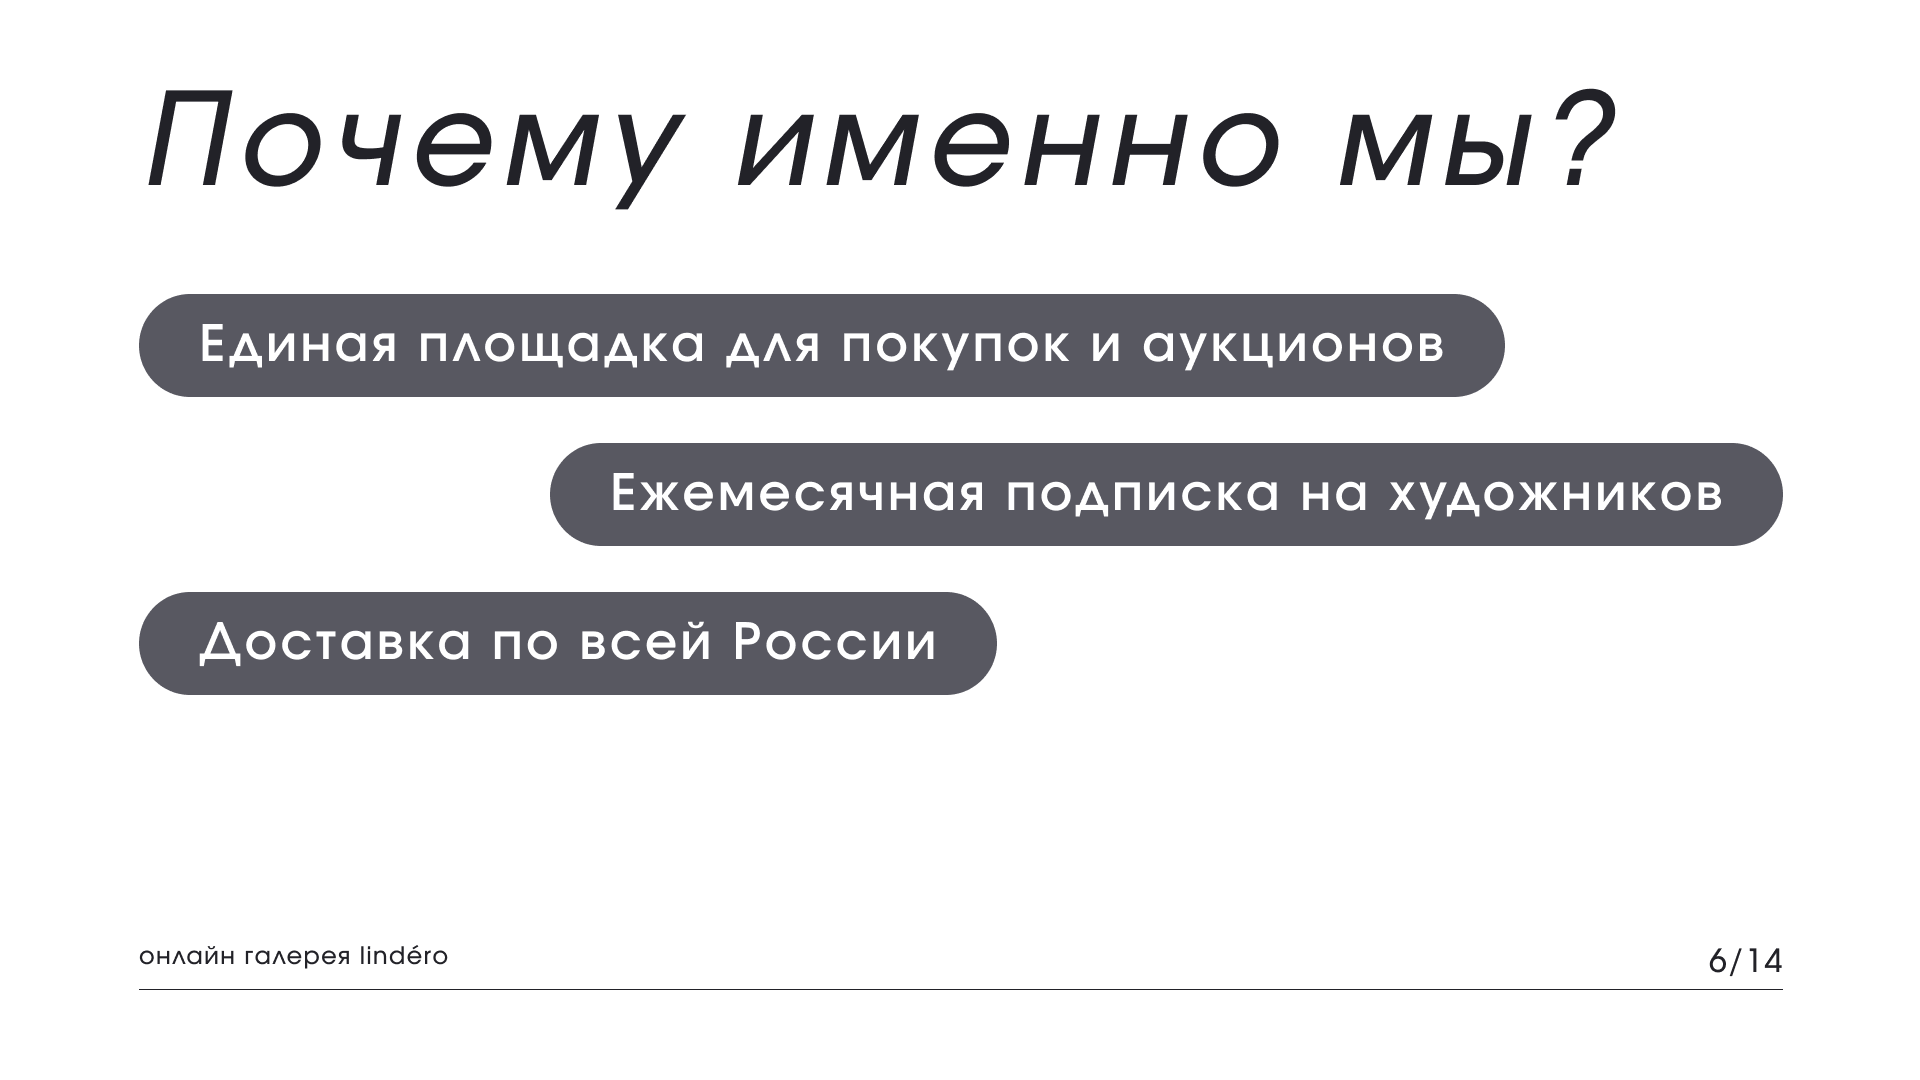 Почему именно мы?
Единая площадка для покупок и аукционов
Ежемесячная подписка на художников
Доставка по всей России
онлайн галерея lindéro
6/14